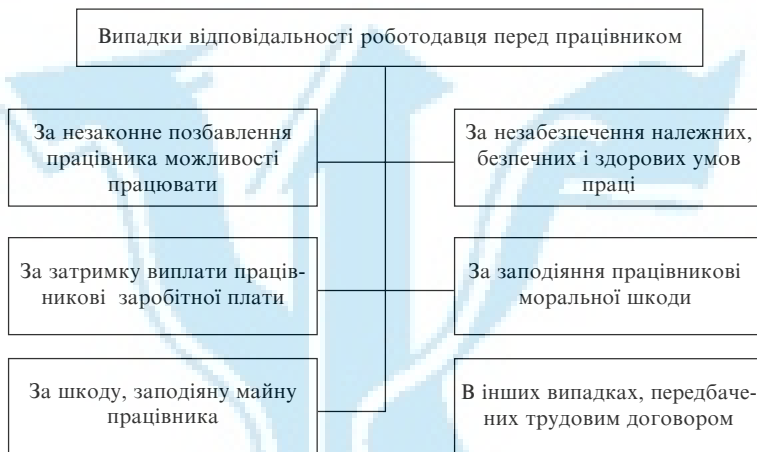 Випадки відповідальності роботодавця перед працівником
За незаконне позбавлення
працівника можливості
працювати
За незабезпечення належних,
безпечних і здорових умов
праці
За затримку виплати праців-
никові заробітної плати
За заподіяння працівникові
моральної шкоди
За шкоду, заподіяну майну
працівника
В інших випадках, передбаче-
них трудовим договором